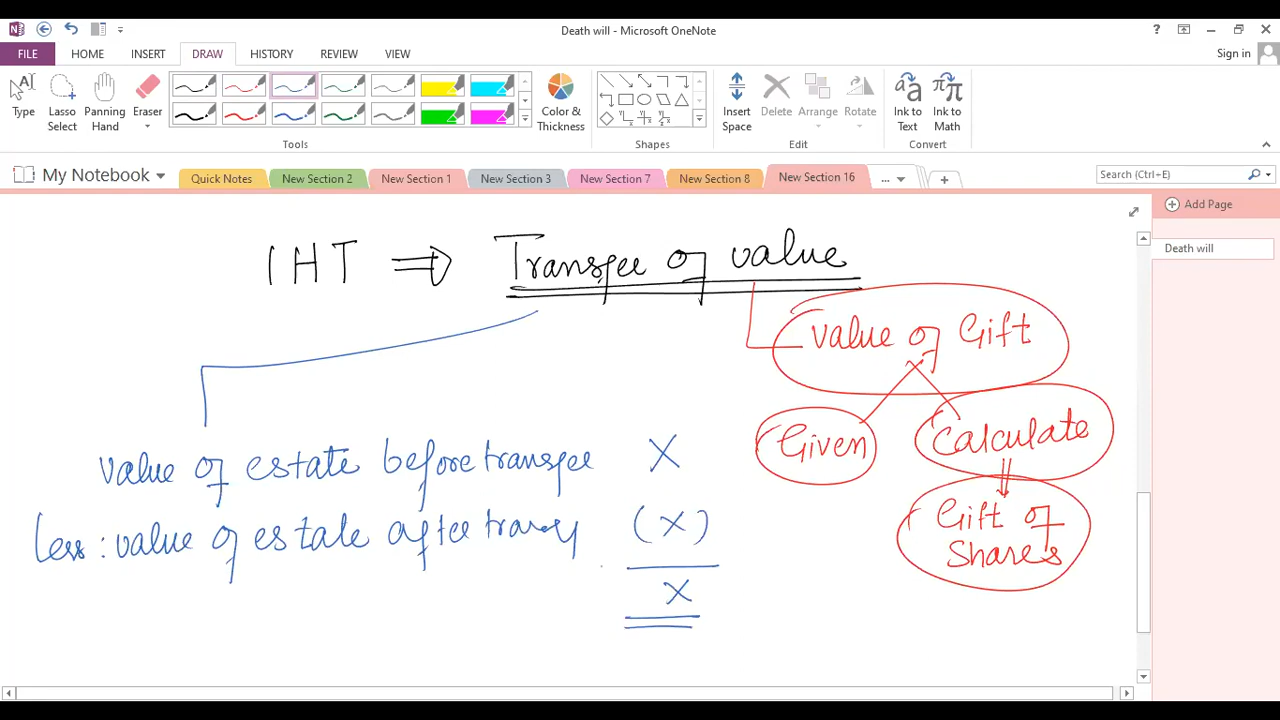 Death will - Microsoft OneNote
?
Sign in
FILE HOME INSERT DRAW HISTORY REVIEW VIEW
Type
Lasso Select
Panning Hand
Eraser
Color & Thickness
Insert Space
Delete
Arrange
Rotate
Ink to Text
Ink to Math
Tools
Shapes
Edit
Convert
My Notebook
Quick Notes
New Section 2
New Section 1
New Section 3
New Section 7
New Section 8
New Section 16
...
Search (Ctrl+E)
Add Page
Death will
IHT ⇒ Transfer of value
value of Gift
Given
Calculate
Gift of
Shares
value of estate before transfer X
Less: value of estate after (X)
X